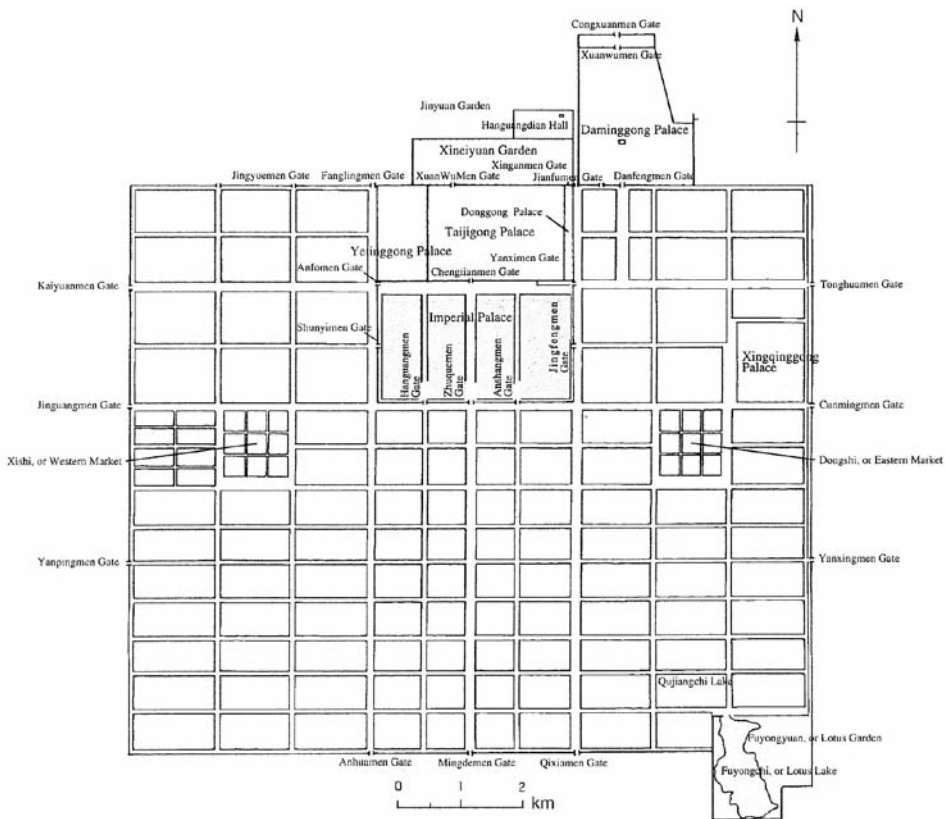 Congxuanmen Gate
N
Xuanwumen Gate
Jinyuan Garden
Hanguangdian Hall
Daminggong Palace
Xineiyuan Garden
Xinganmen Gate
Jingyuemen Gate
Fanglingmen Gate
XuanWuMen Gate
Jianfumen Gate
Danfengmen Gate
Donggong Palace
Taijigong Palace
Yetinggong Palace
Yanximen Gate
Anfomen Gate
Chengtianmen Gate
Kaiyuanmen Gate
Tonghuamen Gate
Imperial Palace
Shunyimen Gate
Hanguangmen
Gate
Zhuquemen
Gate
Anshangmen
Gate
Jingfengmen
Gate
Xingqinggong
Palace
Jinguangmen Gate
Cunmingmen Gate
Xishi, or Western Market
Dongshi, or Eastern Market
Yanpingmen Gate
Yanxingmen Gate
Qujiangchi Lake
Fuyongyuan, or Lotus Garden
Fuyongchi, or Lotus Lake
Anhuamen Gate
Mingdemen Gate
Qixiamen Gate
0 1 2
km